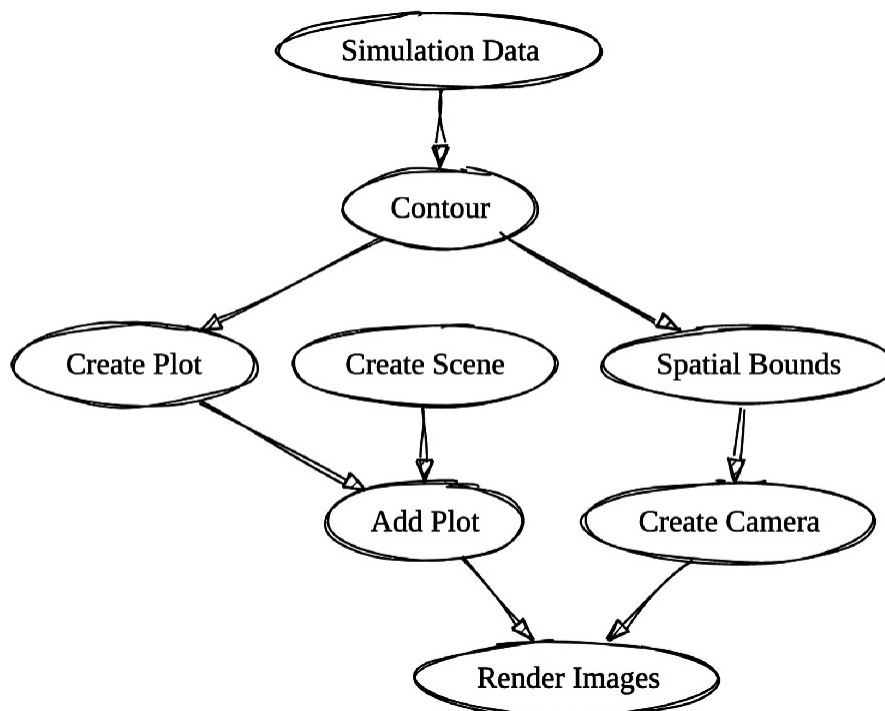 Simulation Data
Contour
Create Plot
Create Scene
Spatial Bounds
Add Plot
Create Camera
Render Images